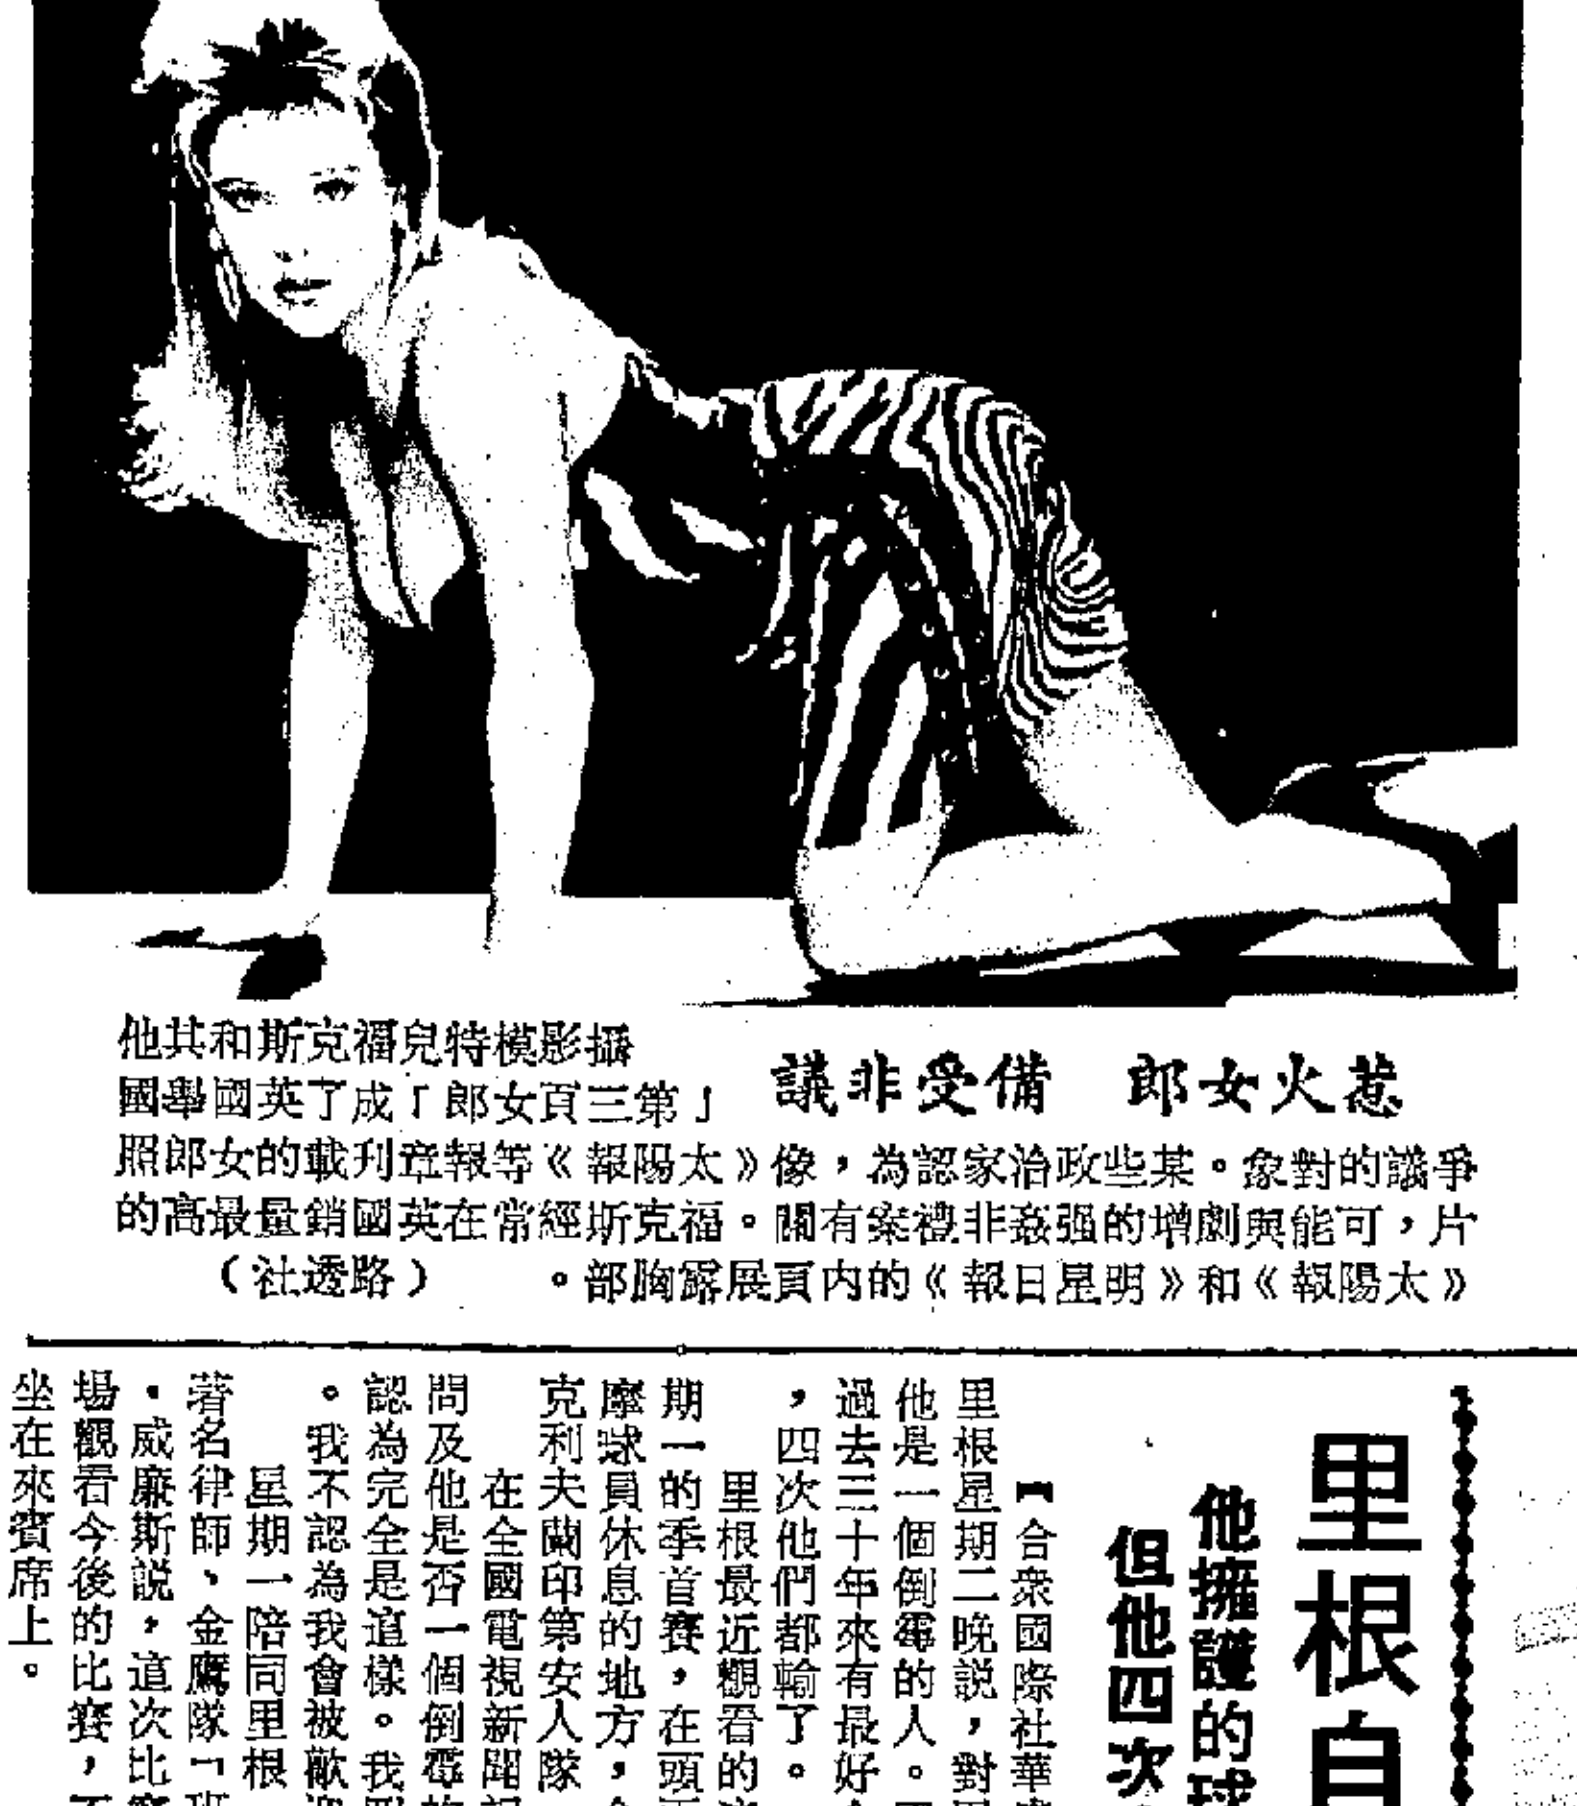 惹火女郎　備受非議
攝影模特兒福克斯和其他
「第三頁女郎」成了英國舉國
爭議的對象。某些政治家認為，像《太陽報》等報章刊載的女郎照
片，可能與劇增的强姦非禮案有關。福克斯經常在英國銷量最高的
《太陽報》和《明星日報》的内頁展露胸部。　（路透社）
里根自
他擁護的球
但他四次
【合衆國際社華
里根星期二晚説，對
他是一個倒霉的人。
過去三十年來有最好
，四次他們都輸了。
里根最近觀看的
期一的季首賽，在頭
摩球員休息的地方，
克利夫蘭印第安人隊
在全國電視新聞
問及他是否一個倒霉
認為完全是這樣。我
。我不認為我會被歡
星期一陪同里根
著名律師、金鷹隊「班
・威廉斯説，這次比賽
場觀看今後的比賽，不
坐在來賓席上。